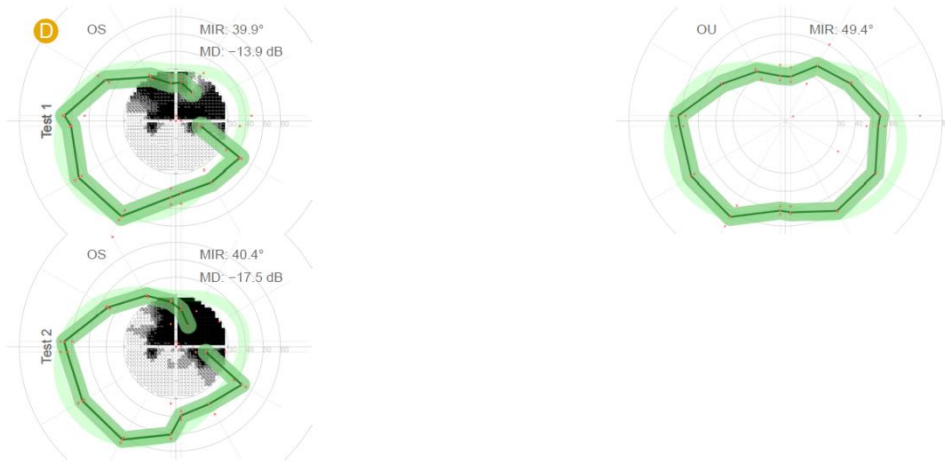 D
OS
MIR: 39.9°
MD: −13.9 dB
Test 1
OU
MIR: 49.4°
OS
MIR: 40.4°
MD: −17.5 dB
Test 2